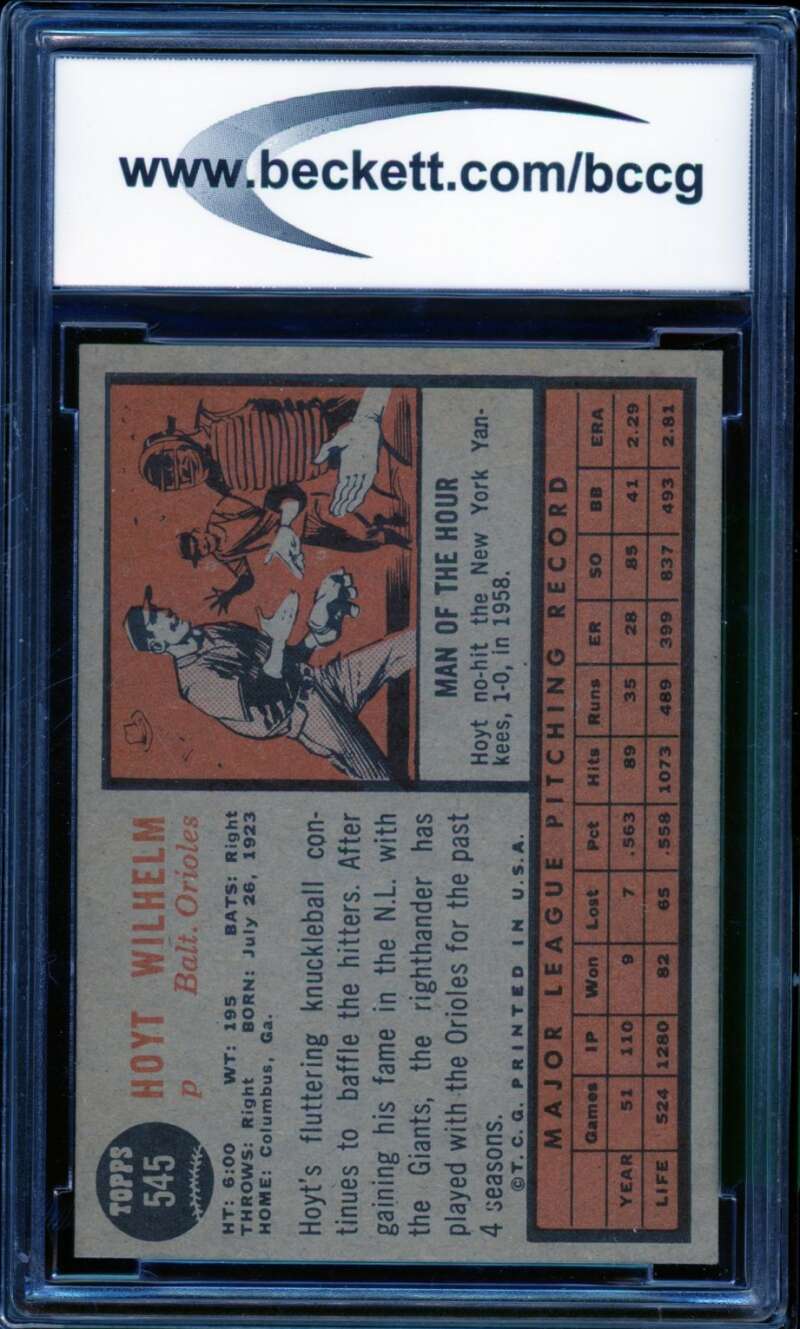 www.beckett.com/bccg
TOPPS
545
HOYT WILHELM
p Balt. Orioles
HT: 6:00 WT: 195 BATS: Right
THROWS: Right BORN: July 26, 1923
HOME: Columbus, Ga.
Hoyt's fluttering knuckleball con-
tinues to baffle the hitters. After
gaining his fame in the N.L. with
the Giants, the righthander has
played with the Orioles for the past
4 seasons.
©T.C.G. PRINTED IN U.S.A.
MAN OF THE HOUR
Hoyt no-hit the New York Yan-
kees, 1-0, in 1958.
MAJOR LEAGUE PITCHING RECORD
Games IP Won Lost Pct Hits Runs ER SO BB ERA
YEAR 51 110 9 7 .563 89 35 28 85 41 2.29
LIFE 524 1280 82 65 .558 1073 489 399 837 493 2.81